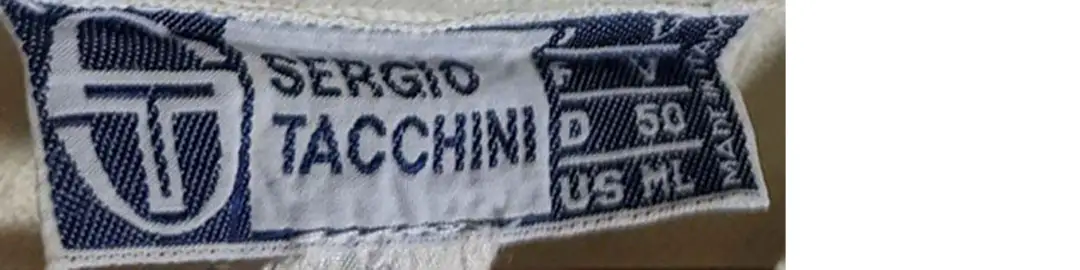 SERGIO
TACCHINI
I V
F V
D 50
US ML
MADE IN ITALY